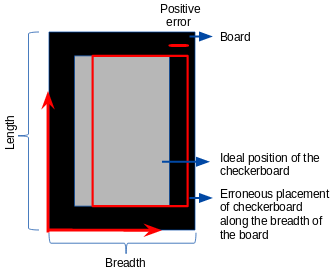 Positive
error
Board
Length
Ideal position of the
checkerboard
Erroneous placement
of checkerboard
along the breadth of
the board
Breadth